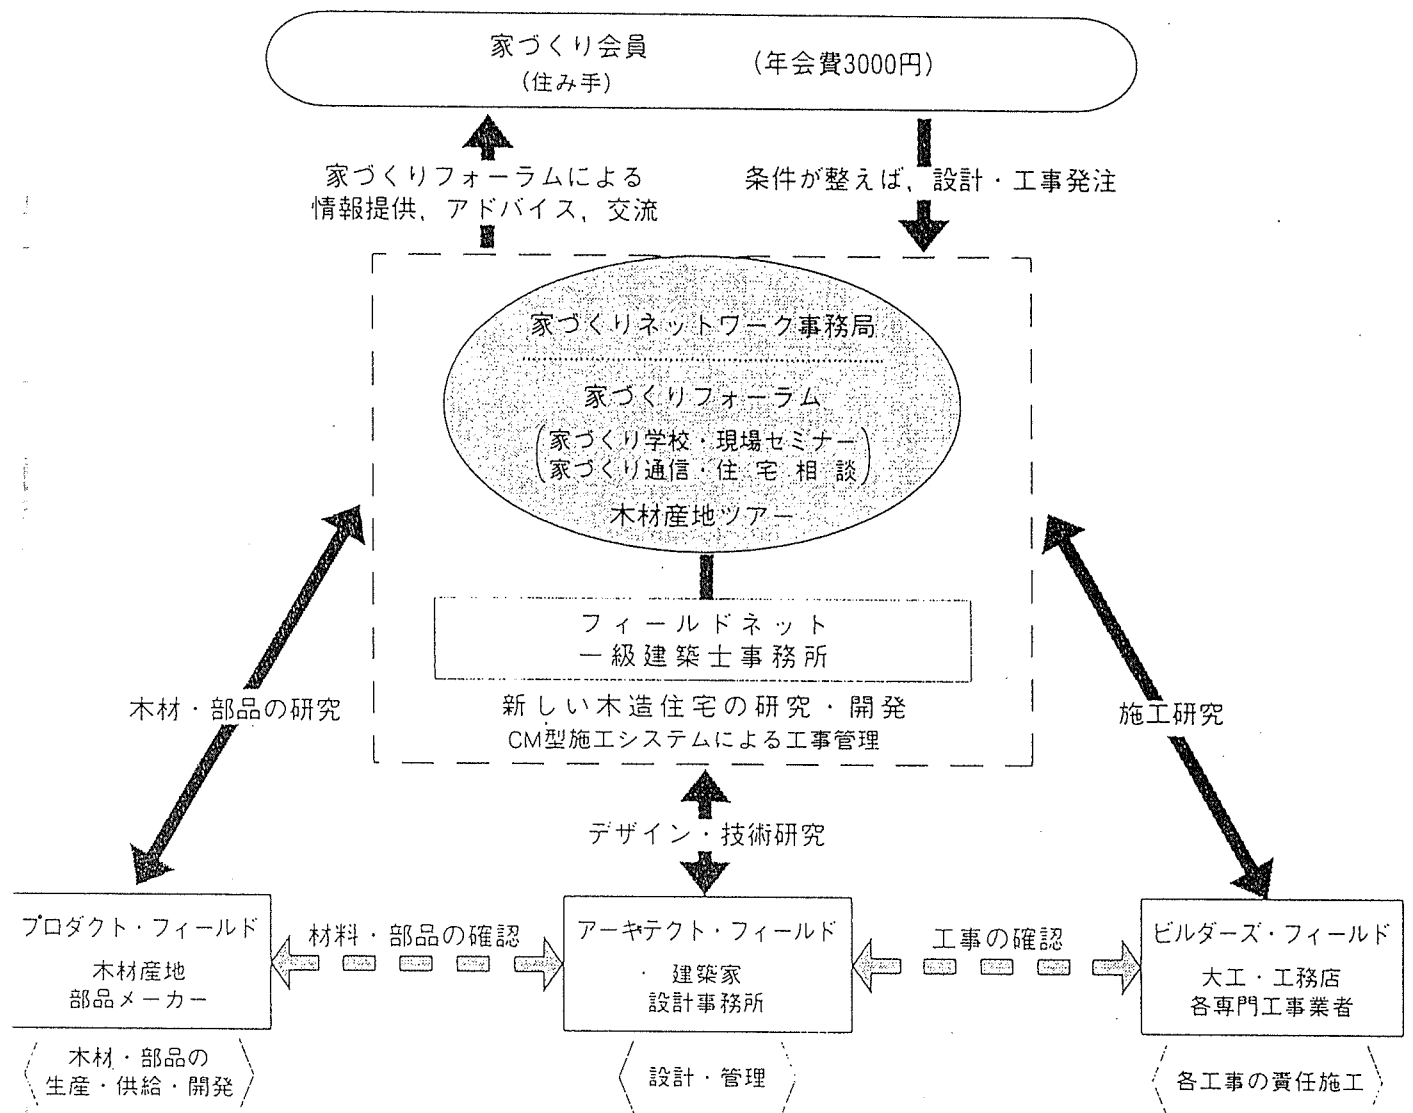 家づくり会員 (年会費3000円)
(住み手)
家づくりフォーラムによる
情報提供，アドバイス，交流
条件が整えば、設計・工事発注
家づくりネットワーク事務局
家づくりフォーラム
(家づくり学校・現場セミナー
家づくり通信・住宅相談)
木材産地ツアー
フィールドネット
一級建築士事務所
新しい木造住宅の研究・開発
CM型施工システムによる工事管理
木材・部品の研究
施工研究
デザイン・技術研究
プロダクト・フィールド
木材産地
部品メーカー
材料・部品の確認
アーキテクト・フィールド
建築家
設計事務所
工事の確認
ビルダーズ・フィールド
大工・工務店
各専門工事業者
〈木材・部品の
生産・供給・開発〉
〈設計・管理〉
〈各工事の責任施工〉